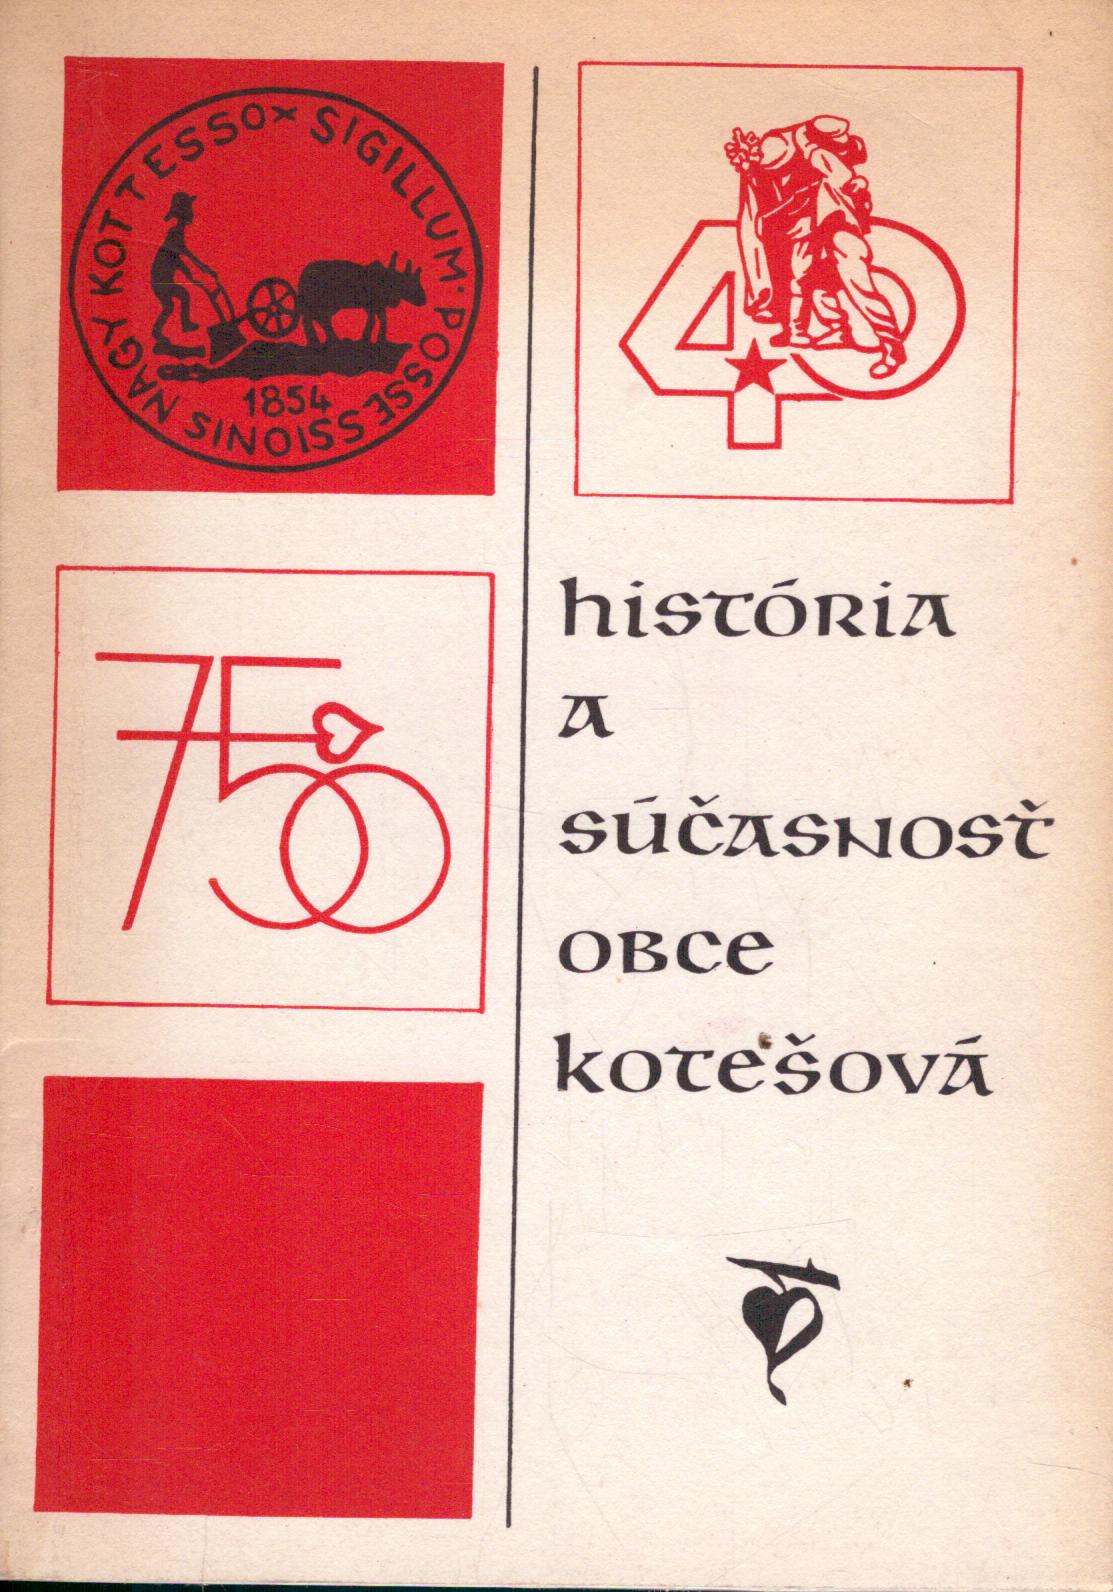 SIGILLUM·POSSESSIONIS NAGY KOTTESSO×
1854
40
750
história
a
súčasnosť
obce
kotešová